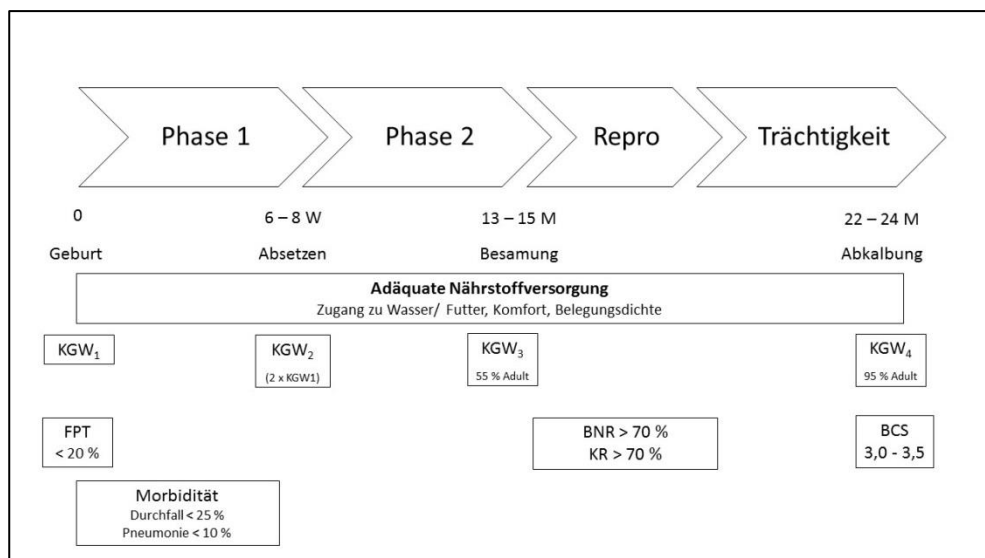 Phase 1
Phase 2
Repro
Trächtigkeit
0
6 – 8 W
13 – 15 M
22 – 24 M
Geburt
Absetzen
Besamung
Abkalbung
Adäquate Nährstoffversorgung
Zugang zu Wasser/ Futter, Komfort, Belegungsdichte
KGW₁
KGW₂
(2 x KGW1)
KGW₃
55 % Adult
KGW₄
95 % Adult
FPT
< 20 %
BNR > 70 %
KR > 70 %
BCS
3,0 - 3,5
Morbidität
Durchfall < 25 %
Pneumonie < 10 %